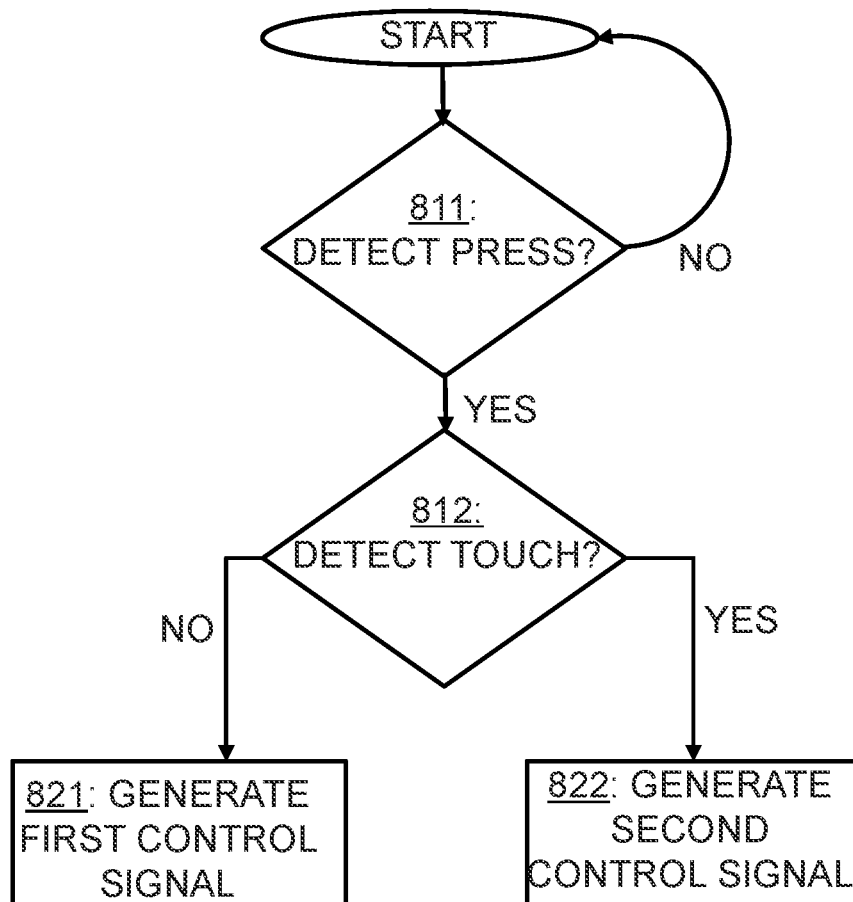 START
811:
DETECT PRESS?
NO
YES
812:
DETECT TOUCH?
NO
YES
821: GENERATE
FIRST CONTROL
SIGNAL
822: GENERATE
SECOND
CONTROL SIGNAL